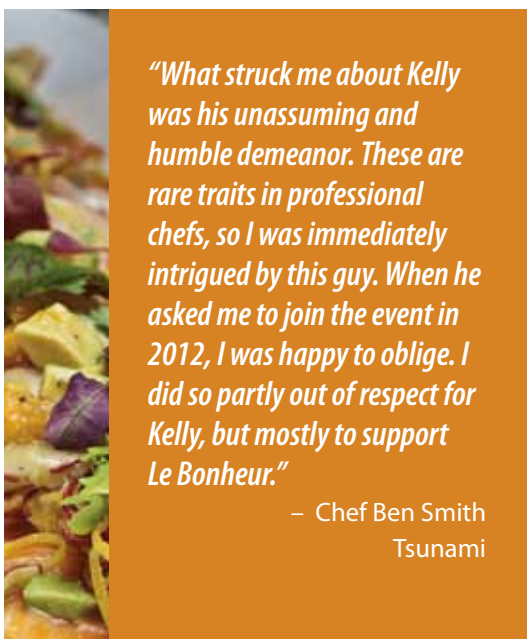 “What struck me about Kelly
was his unassuming and
humble demeanor. These are
rare traits in professional
chefs, so I was immediately
intrigued by this guy. When he
asked me to join the event in
2012, I was happy to oblige. I
did so partly out of respect for
Kelly, but mostly to support
Le Bonheur.”
– Chef Ben Smith
Tsunami